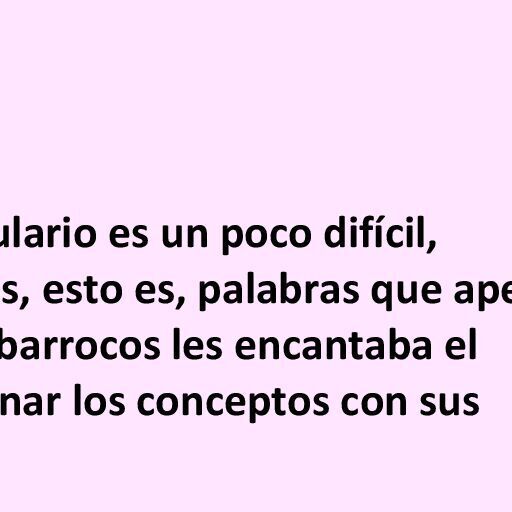 ulario es un poco difícil,
s, esto es, palabras que ape
barrocos les encantaba el
nar los conceptos con sus